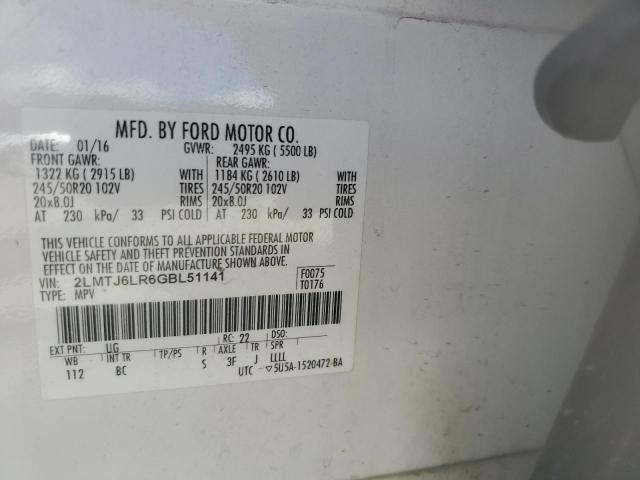 MFD. BY FORD MOTOR CO.
DATE: 01/16 GVWR: 2495 KG ( 5500 LB)
FRONT GAWR: REAR GAWR:
1322 KG ( 2915 LB) WITH 1184 KG ( 2610 LB) WITH
245/50R20 102V TIRES 245/50R20 102V TIRES
20x8.0J RIMS 20x8.0J RIMS
AT 230 kPa/ 33 PSI COLD AT 230 kPa/ 33 PSI COLD
THIS VEHICLE CONFORMS TO ALL APPLICABLE FEDERAL MOTOR
VEHICLE SAFETY AND THEFT PREVENTION STANDARDS IN
EFFECT ON THE DATE OF MANUFACTURE SHOWN ABOVE.
VIN: 2LMTJ6LR6GBL51141 F0075
TYPE: MPV T0176
EXT PNT: UG RC: 22 DSO:
WB INT TR TP/PS R AXLE TR SPR
112 BC S 3F J LLLL
UTC ▽5U5A-1520472-BA